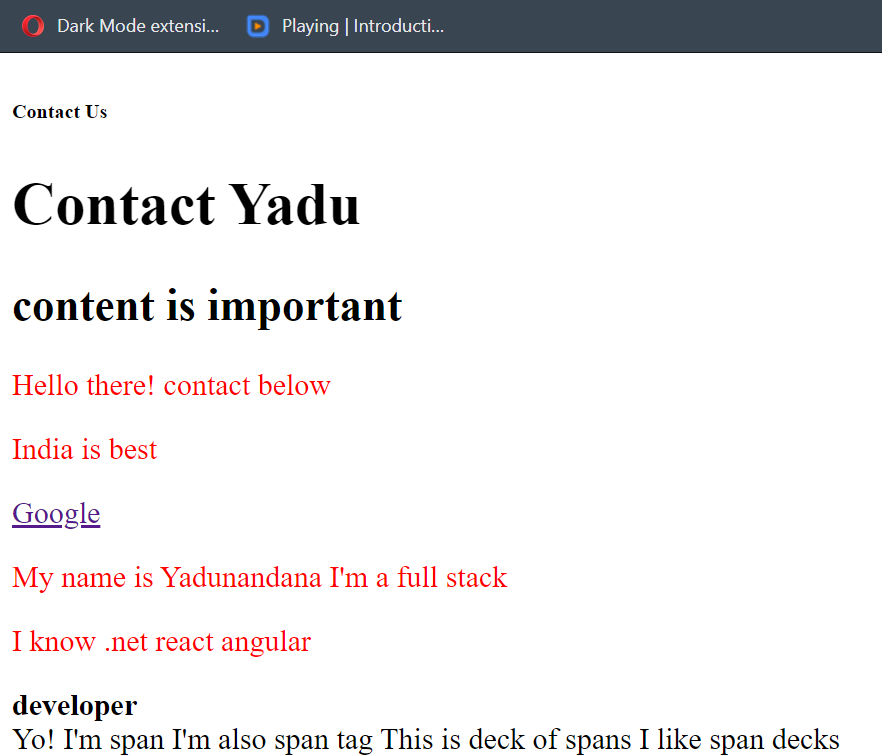 Dark Mode extensi... Playing | Introducti...
Contact Us
Contact Yadu
content is important
Hello there! contact below
India is best
Google
My name is Yadunandana I'm a full stack
I know .net react angular
developer
Yo! I'm span I'm also span tag This is deck of spans I like span decks